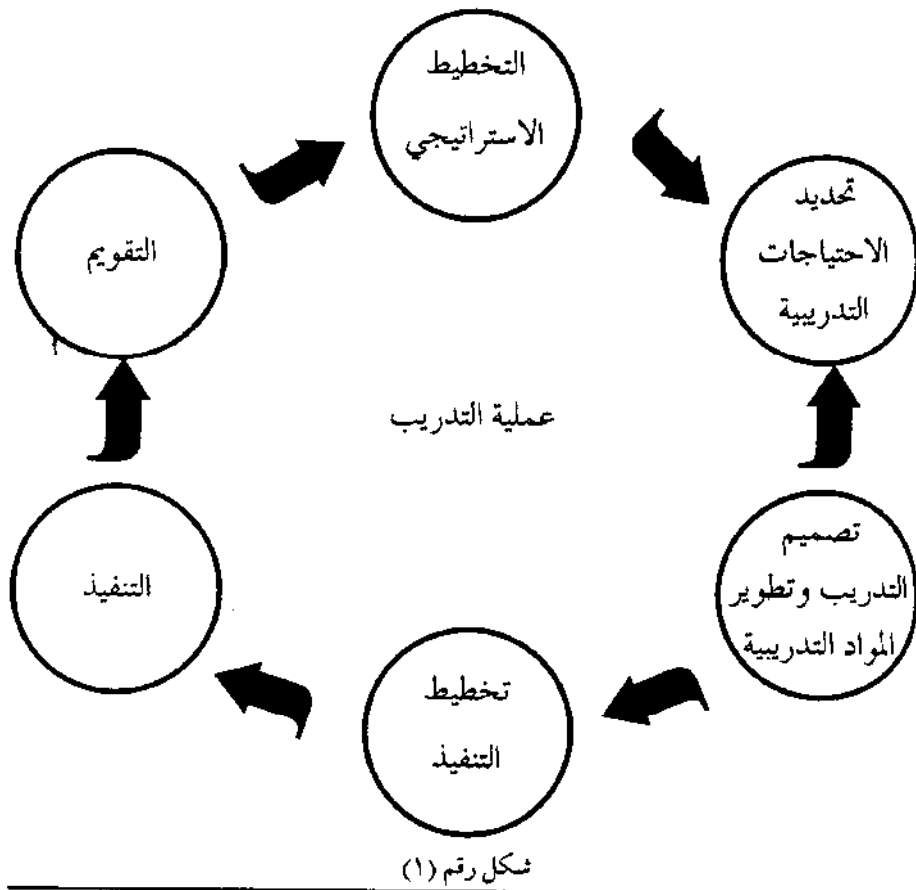 التخطيط
الاستراتيجي
تحديد
الاحتياجات
التدريبية
تصميم
التدريب وتطوير
المواد التدريبية
تخطيط
التنفيذ
التنفيذ
التقويم
عملية التدريب
شكل رقم (١)